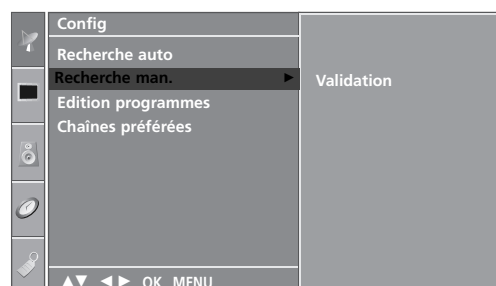 Config
Recherche auto
Recherche man. ►
Validation
Edition programmes
Chaînes préférées
▲▼ ◄► OK MENU